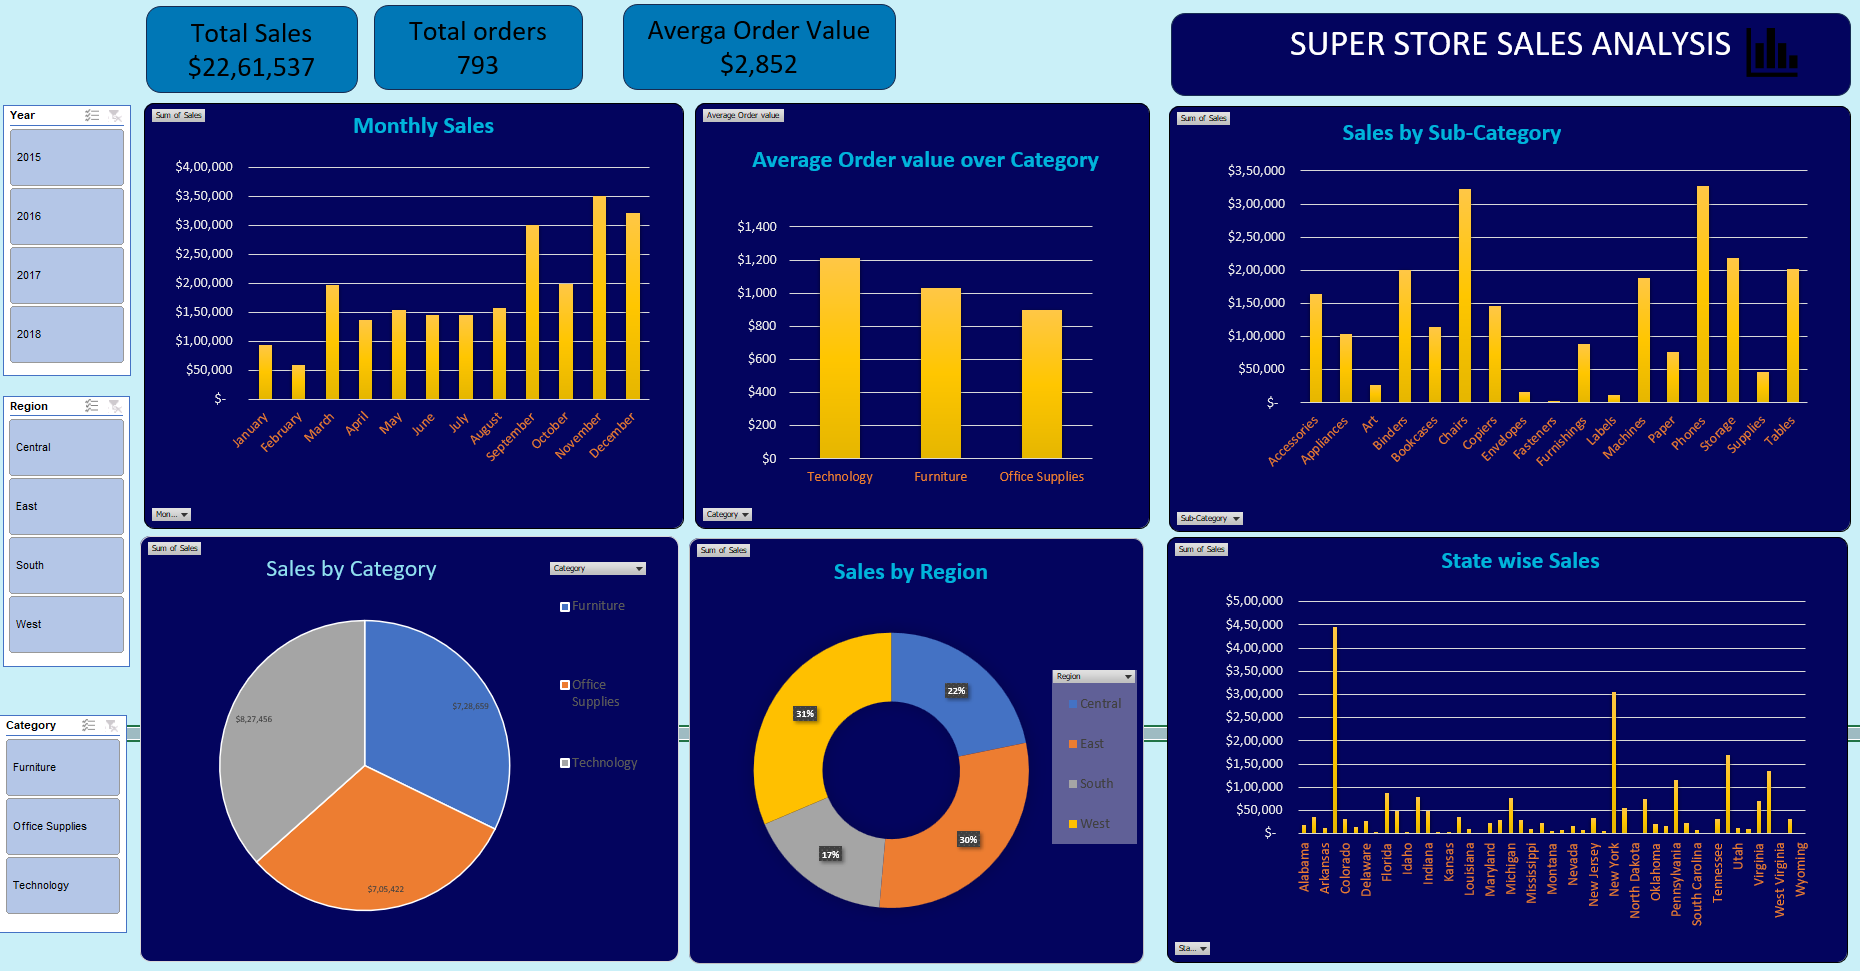 Total Sales
$22,61,537
Total orders
793
Averga Order Value
$2,852
SUPER STORE SALES ANALYSIS
Year
2015
2016
2017
2018
Region
Central
East
South
West
Category
Furniture
Office Supplies
Technology
Sum of Sales
Monthly Sales
$4,00,000
$3,50,000
$3,00,000
$2,50,000
$2,00,000
$1,50,000
$1,00,000
$50,000
$-
January
February
March
April
May
June
July
August
September
October
November
December
Mon...
Average Order value
Average Order value over Category
$1,400
$1,200
$1,000
$800
$600
$400
$200
$0
Technology
Furniture
Office Supplies
Category
Sum of Sales
Sales by Sub-Category
$3,50,000
$3,00,000
$2,50,000
$2,00,000
$1,50,000
$1,00,000
$50,000
$-
Accessories
Appliances
Art
Binders
Bookcases
Chairs
Copiers
Envelopes
Fasteners
Furnishings
Labels
Machines
Paper
Phones
Storage
Supplies
Tables
Sub-Category
Sum of Sales
Sales by Category
Category
Furniture
Office
Supplies
Technology
$7,28,659
$8,27,456
$7,05,422
Sum of Sales
Sales by Region
22%
31%
30%
17%
Region
Central
East
South
West
Sum of Sales
State wise Sales
$5,00,000
$4,50,000
$4,00,000
$3,50,000
$3,00,000
$2,50,000
$2,00,000
$1,50,000
$1,00,000
$50,000
$-
Alabama
Arkansas
Colorado
Delaware
Florida
Idaho
Indiana
Kansas
Louisiana
Maryland
Michigan
Mississippi
Montana
Nevada
New Jersey
New York
North Dakota
Oklahoma
Pennsylvania
South Carolina
Tennessee
Utah
Virginia
West Virginia
Wyoming
Sta...